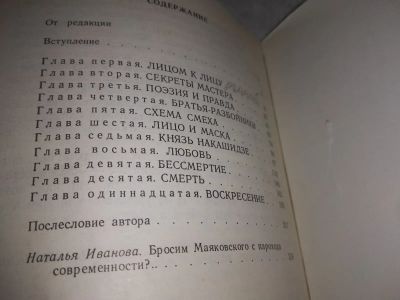 СОДЕРЖАНИЕ
От редакции
Вступление
Глава первая. ЛИЦОМ К ЛИЦУ
Глава вторая. СЕКРЕТЫ МАСТЕРА
Глава третья. ПОЭЗИЯ И ПРАВДА
Глава четвертая. БРАТЬЯ-РАЗБОЙНИКИ
Глава пятая. СХЕМА СМЕХА
Глава шестая. ЛИЦО И МАСКА
Глава седьмая. КНЯЗЬ НАКАШИДЗЕ
Глава восьмая. ЛЮБОВЬ
Глава девятая. БЕССМЕРТИЕ
Глава десятая. СМЕРТЬ
Глава одиннадцатая. ВОСКРЕСЕНИЕ
Послесловие автора
Наталья Иванова. Бросим Маяковского с парохода
современности?..